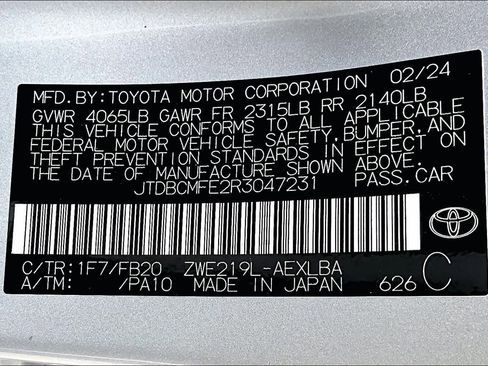 MFD.BY:TOYOTA MOTOR CORPORATION 02/24
GVWR 4065LB GAWR FR 2315LB RR 2140LB
THIS VEHICLE CONFORMS TO ALL APPLICABLE
FEDERAL MOTOR VEHICLE SAFETY,BUMPER,AND
THEFT PREVENTION STANDARDS IN EFFECT ON
THE DATE OF MANUFACTURE SHOWN ABOVE.
JTDBCMFE2R3047231 PASS.CAR
C/TR:1F7/FB20 ZWE219L-AEXLBA
A/TM: /PA10 MADE IN JAPAN 626 C